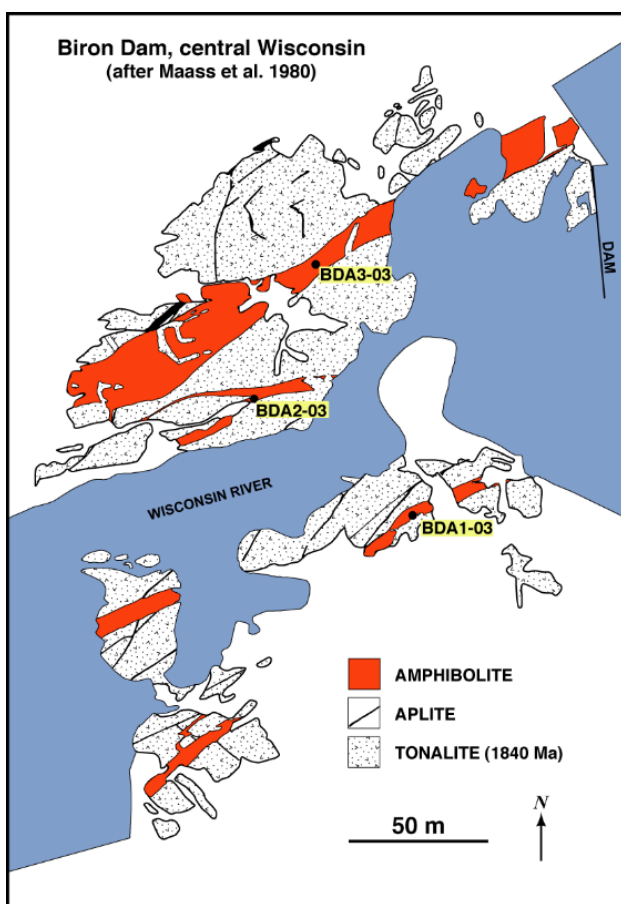 Biron Dam, central Wisconsin
(after Maass et al. 1980)
DAM
BDA3-03
BDA2-03
WISCONSIN RIVER
BDA1-03
AMPHIBOLITE
APLITE
TONALITE (1840 Ma)
50 m
N